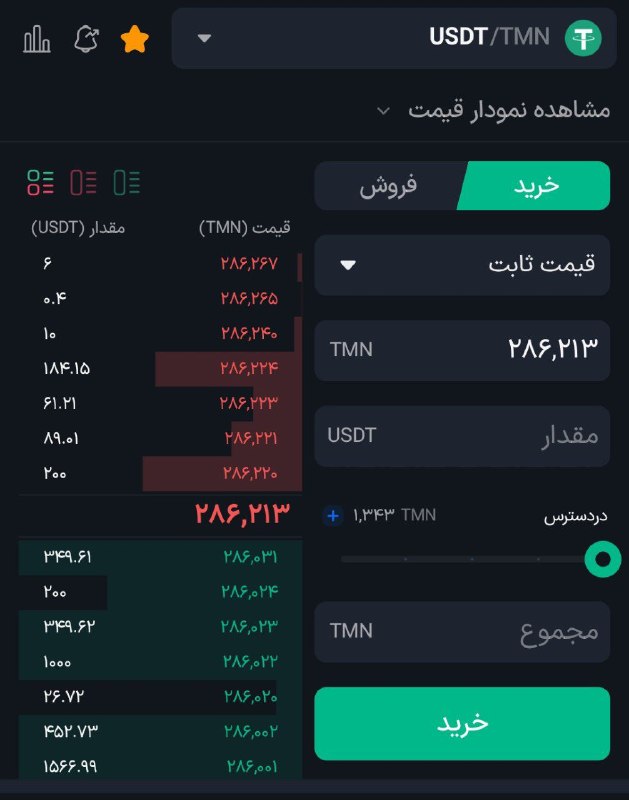 USDT/TMN
مشاهده نمودار قیمت
خرید
فروش
قیمت ثابت
۲۸۶,۲۱۳ TMN
مقدار USDT
دردسترس ۱,۳۴۳ TMN +
مجموع TMN
خرید
قیمت (TMN) مقدار (USDT)
۲۸۶,۲۶۷ ۶
۲۸۶,۲۶۵ ۰.۴
۲۸۶,۲۴۰ ۱۰
۲۸۶,۲۲۴ ۱۸۴.۱۵
۲۸۶,۲۲۳ ۶۱.۲۱
۲۸۶,۲۲۱ ۸۹.۰۱
۲۸۶,۲۲۰ ۲۰۰
۲۸۶,۲۱۳
۲۸۶,۰۳۱ ۳۴۹.۶۱
۲۸۶,۰۲۴ ۲۰۰
۲۸۶,۰۲۳ ۳۴۹.۶۲
۲۸۶,۰۲۲ ۱۰۰۰
۲۸۶,۰۲۰ ۲۶.۷۲
۲۸۶,۰۰۲ ۴۵۲.۷۳
۲۸۶,۰۰۱ ۱۵۶۶.۹۹